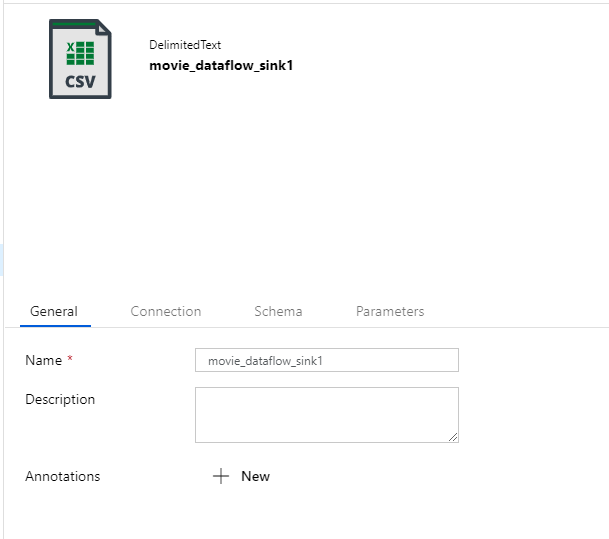 X
CSV
DelimitedText
movie_dataflow_sink1
General Connection Schema Parameters
Name *
movie_dataflow_sink1
Description
Annotations
New